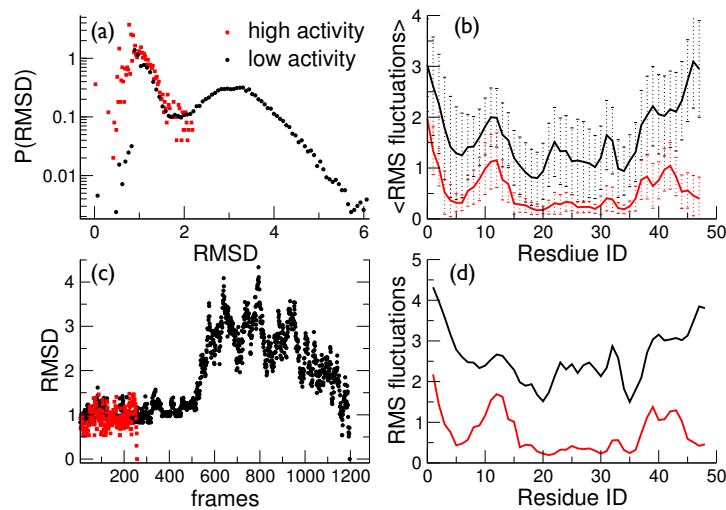 (a)
high activity
low activity
P(RMSD)
1
0.1
0.01
0 2 4 6
RMSD
(b)
<RMS fluctuations>
4
3
2
1
0
0 10 20 30 40 50
Resdiue ID
(c)
RMSD
4
3
2
1
0
200 400 600 800 1000 1200
frames
(d)
RMS fluctuations
5
4
3
2
1
0
0 10 20 30 40 50
Residue ID